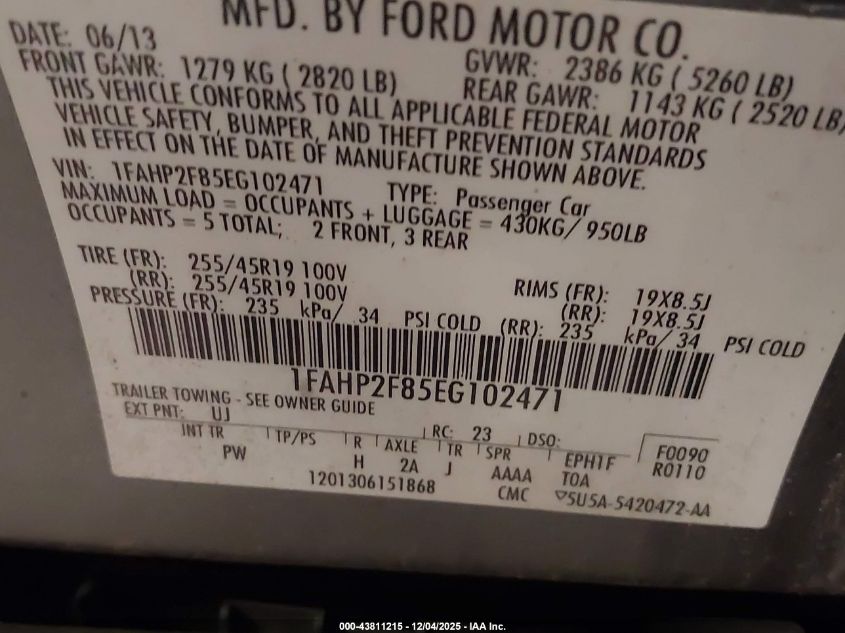 MFD. BY FORD MOTOR CO.
DATE: 06/13 GVWR: 2386 KG ( 5260 LB)
FRONT GAWR: 1279 KG ( 2820 LB) REAR GAWR: 1143 KG ( 2520 LB)
THIS VEHICLE CONFORMS TO ALL APPLICABLE FEDERAL MOTOR
VEHICLE SAFETY, BUMPER, AND THEFT PREVENTION STANDARDS
IN EFFECT ON THE DATE OF MANUFACTURE SHOWN ABOVE.
VIN: 1FAHP2F85EG102471 TYPE: Passenger Car
MAXIMUM LOAD = OCCUPANTS + LUGGAGE = 430KG/ 950LB
OCCUPANTS = 5 TOTAL; 2 FRONT, 3 REAR
TIRE (FR): 255/45R19 100V RIMS (FR): 19X8.5J
(RR): 255/45R19 100V (RR): 19X8.5J
PRESSURE (FR): 235 kPa/ 34 PSI COLD (RR): 235 kPa/ 34 PSI COLD
1FAHP2F85EG102471
TRAILER TOWING - SEE OWNER GUIDE
EXT PNT: UJ RC: 23 DSO: F0090
INT TR TP/PS R AXLE TR SPR EPH1F R0110
PW H 2A J AAAA TOA
1201306151868 CMC ▽5U5A-5420472-AA
000-43811215 - 12/04/2025 - IAA Inc.